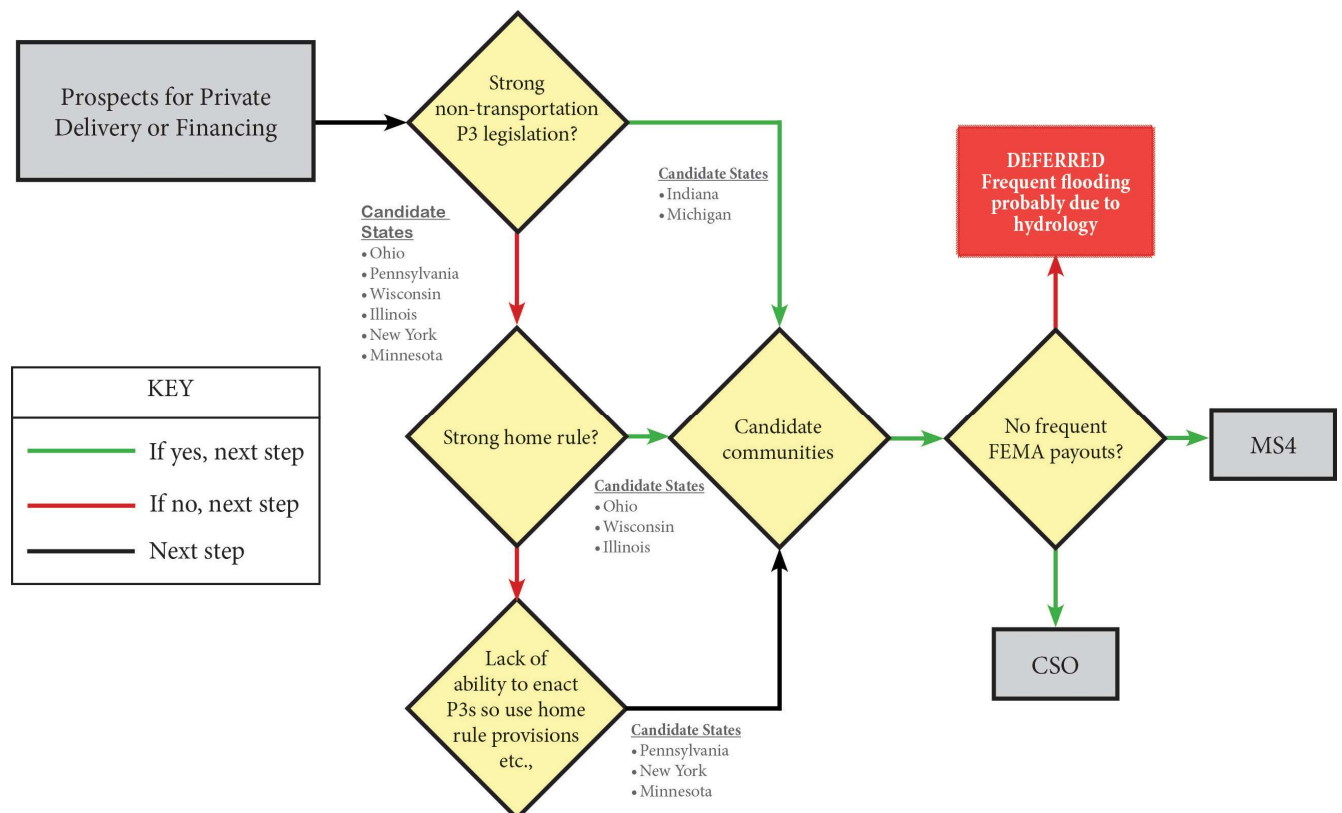 Prospects for Private
Delivery or Financing
Strong
non-transportation
P3 legislation?
Candidate States
• Indiana
• Michigan
DEFERRED
Frequent flooding
probably due to
hydrology
Candidate
States
• Ohio
• Pennsylvania
• Wisconsin
• Illinois
• New York
• Minnesota
KEY
If yes, next step
If no, next step
Next step
Strong home rule?
Candidate States
• Ohio
• Wisconsin
• Illinois
Candidate
communities
No frequent
FEMA payouts?
MS4
CSO
Lack of
ability to enact
P3s so use home
rule provisions
etc.,
Candidate States
• Pennsylvania
• New York
• Minnesota